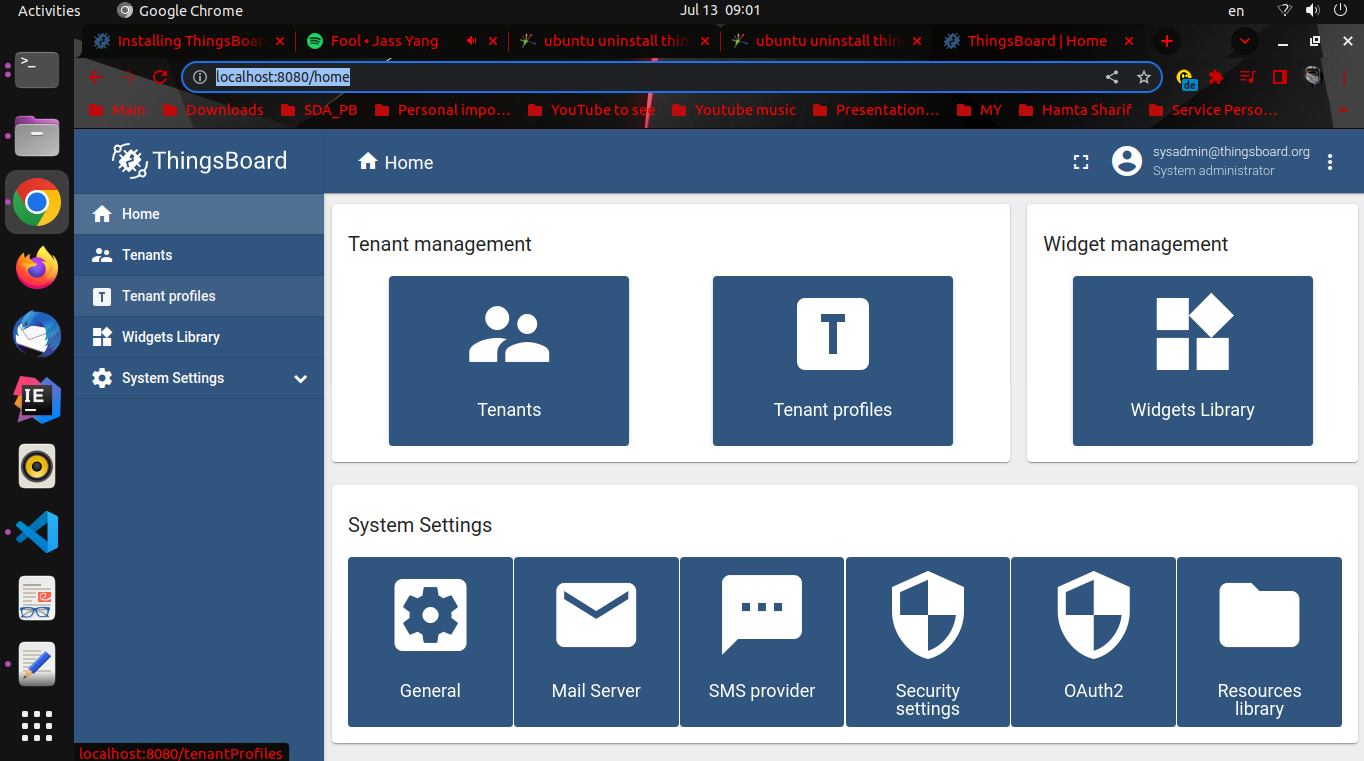 Activities Google Chrome Jul 13 09:01 en
Installing ThingsBoar Fool • Jass Yang ubuntu uninstall thin ubuntu uninstall thin ThingsBoard | Home
localhost:8080/home de
Main Downloads SDA_PB Personal impo… YouTube to see Youtube music Presentation… MY Hamta Sharif Service Perso…
ThingsBoard Home sysadmin@thingsboard.org
System administrator
Home
Tenants
Tenant profiles
Widgets Library
System Settings
Tenant management
Tenants
Tenant profiles
Widget management
Widgets Library
System Settings
General
Mail Server
SMS provider
Security
settings
OAuth2
Resources
library
localhost:8080/tenantProfiles